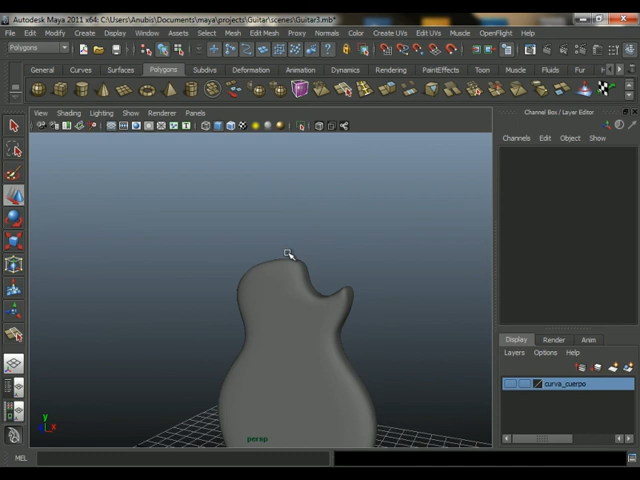 Autodesk Maya 2011 x64: C:\Users\Anubis\Documents\maya\projects\Guitar\scenes\Guitar3.mb*
File Edit Modify Create Display Window Assets Select Mesh Edit Mesh Proxy Normals Color Create UVs Edit UVs Muscle OpenFlight Help
Polygons
General Curves Surfaces Polygons Subdivs Deformation Animation Dynamics Rendering PaintEffects Toon Muscle Fluids Fur
View Shading Lighting Show Renderer Panels
Channel Box / Layer Editor
Channels Edit Object Show
Display Render Anim
Layers Options Help
curva_cuerpo
y
x
persp
MEL